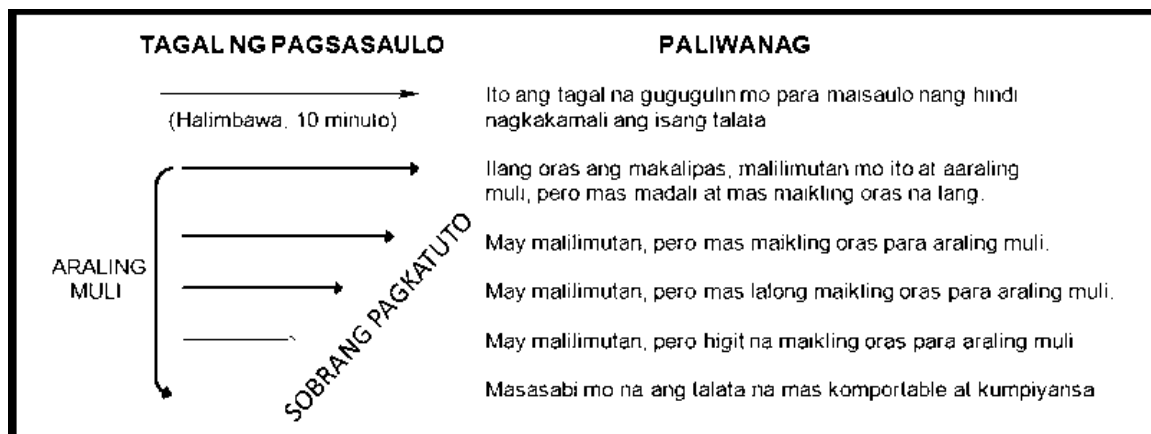 TAGAL NG PAGSASAULO
PALIWANAG
(Halimbawa, 10 minuto)
Ito ang tagal na gugugulin mo para maisaulo nang hindi
nagkakamali ang isang talata
Ilang oras ang makalipas, malilimutan mo ito at aaraling
muli, pero mas madali at mas maikling oras na lang.
ARALING
MULI
SOBRANG PAGKATUTO
May malilimutan, pero mas maikling oras para araling muli.
May malilimutan, pero mas lalong maikling oras para araling muli.
May malilimutan, pero higit na maikling oras para araling muli
Masasabi mo na ang talata na mas komportable at kumpiyansa